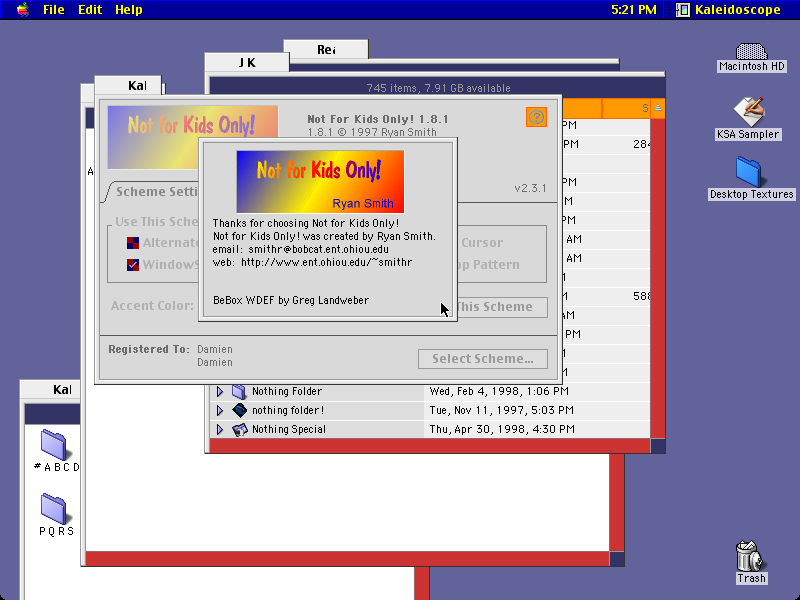 File Edit Help
5:21 PM
Kaleidoscope
J K
745 items, 7.91 GB available
S
PM
PM 284
PM
M
PM
AM
AM
588
AM
PM
Nothing Folder Wed, Feb 4, 1998, 1:06 PM
nothing folder! Tue, Nov 11, 1997, 5:03 PM
Nothing Special Thu, Apr 30, 1998, 4:30 PM
Not for Kids Only!
Not For Kids Only! 1.8.1
1.8.1 © 1997 Ryan Smith
v2.3.1
Scheme Setti
Use This Sche
Alternat
Cursor
Windows
op Pattern
Accent Color:
This Scheme
Registered To: Damien
Damien
Select Scheme...
Not for Kids Only!
Ryan Smith
Thanks for choosing Not for Kids Only!
Not for Kids Only! was created by Ryan Smith.
email: smithr@bobcat.ent.ohiou.edu
web: http://www.ent.ohiou.edu/~smithr
BeBox WDEF by Greg Landweber
A
# A B C D
P Q R S
Macintosh HD
KSA Sampler
Desktop Textures
Trash